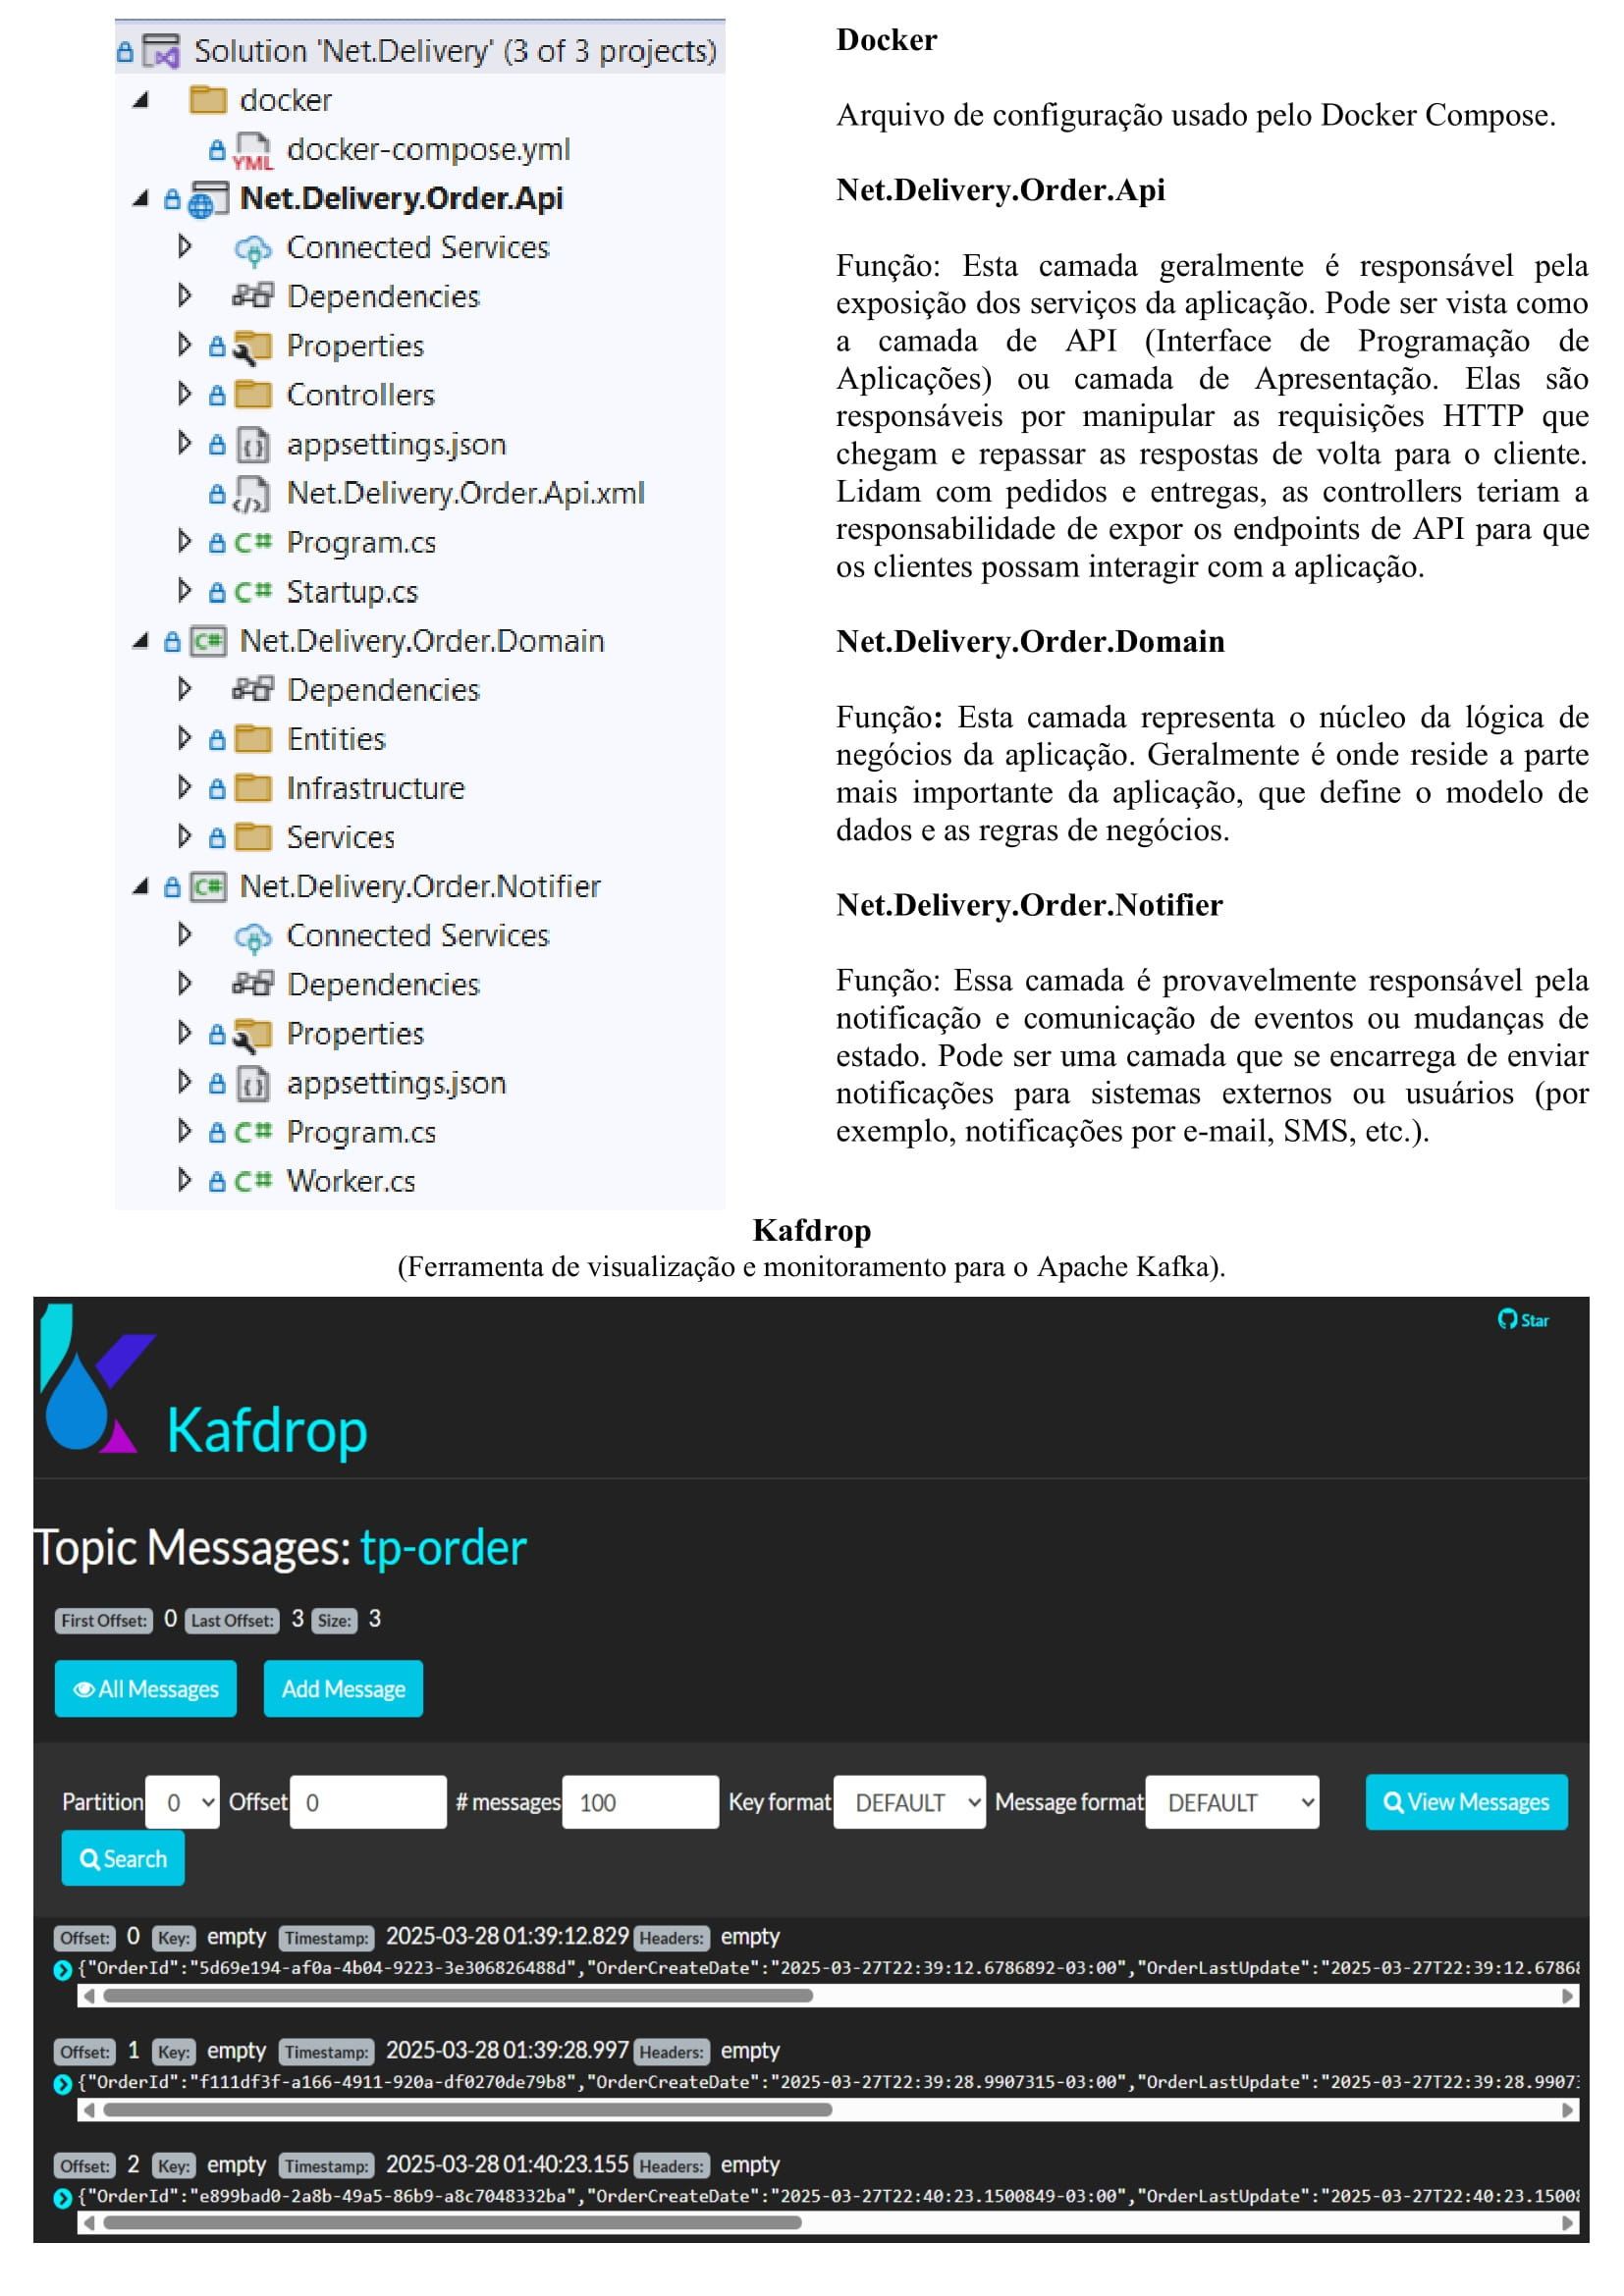 Solution 'Net.Delivery' (3 of 3 projects)
docker
YML
docker-compose.yml
Net.Delivery.Order.Api
Connected Services
Dependencies
Properties
Controllers
appsettings.json
Net.Delivery.Order.Api.xml
C# Program.cs
C# Startup.cs
C# Net.Delivery.Order.Domain
Dependencies
Entities
Infrastructure
Services
C# Net.Delivery.Order.Notifier
Connected Services
Dependencies
Properties
appsettings.json
C# Program.cs
C# Worker.cs
Docker
Arquivo de configuração usado pelo Docker Compose.
Net.Delivery.Order.Api
Função: Esta camada geralmente é responsável pela
exposição dos serviços da aplicação. Pode ser vista como
a camada de API (Interface de Programação de
Aplicações) ou camada de Apresentação. Elas são
responsáveis por manipular as requisições HTTP que
chegam e repassar as respostas de volta para o cliente.
Lidam com pedidos e entregas, as controllers teriam a
responsabilidade de expor os endpoints de API para que
os clientes possam interagir com a aplicação.
Net.Delivery.Order.Domain
Função: Esta camada representa o núcleo da lógica de
negócios da aplicação. Geralmente é onde reside a parte
mais importante da aplicação, que define o modelo de
dados e as regras de negócios.
Net.Delivery.Order.Notifier
Função: Essa camada é provavelmente responsável pela
notificação e comunicação de eventos ou mudanças de
estado. Pode ser uma camada que se encarrega de enviar
notificações para sistemas externos ou usuários (por
exemplo, notificações por e-mail, SMS, etc.).
Kafdrop
(Ferramenta de visualização e monitoramento para o Apache Kafka).
Star
Kafdrop
Topic Messages: tp-order
First Offset: 0 Last Offset: 3 Size: 3
All Messages Add Message
Partition 0 Offset 0 # messages 100 Key format DEFAULT Message format DEFAULT View Messages
Search
Offset: 0 Key: empty Timestamp: 2025-03-28 01:39:12.829 Headers: empty
{"OrderId":"5d69e194-af0a-4b04-9223-3e306826488d","OrderCreateDate":"2025-03-27T22:39:12.6786892-03:00","OrderLastUpdate":"2025-03-27T22:39:12.6786
Offset: 1 Key: empty Timestamp: 2025-03-28 01:39:28.997 Headers: empty
{"OrderId":"f111df3f-a166-4911-920a-df0270de79b8","OrderCreateDate":"2025-03-27T22:39:28.9907315-03:00","OrderLastUpdate":"2025-03-27T22:39:28.9907
Offset: 2 Key: empty Timestamp: 2025-03-28 01:40:23.155 Headers: empty
{"OrderId":"e899bad0-2a8b-49a5-86b9-a8c7048332ba","OrderCreateDate":"2025-03-27T22:40:23.1500849-03:00","OrderLastUpdate":"2025-03-27T22:40:23.1500